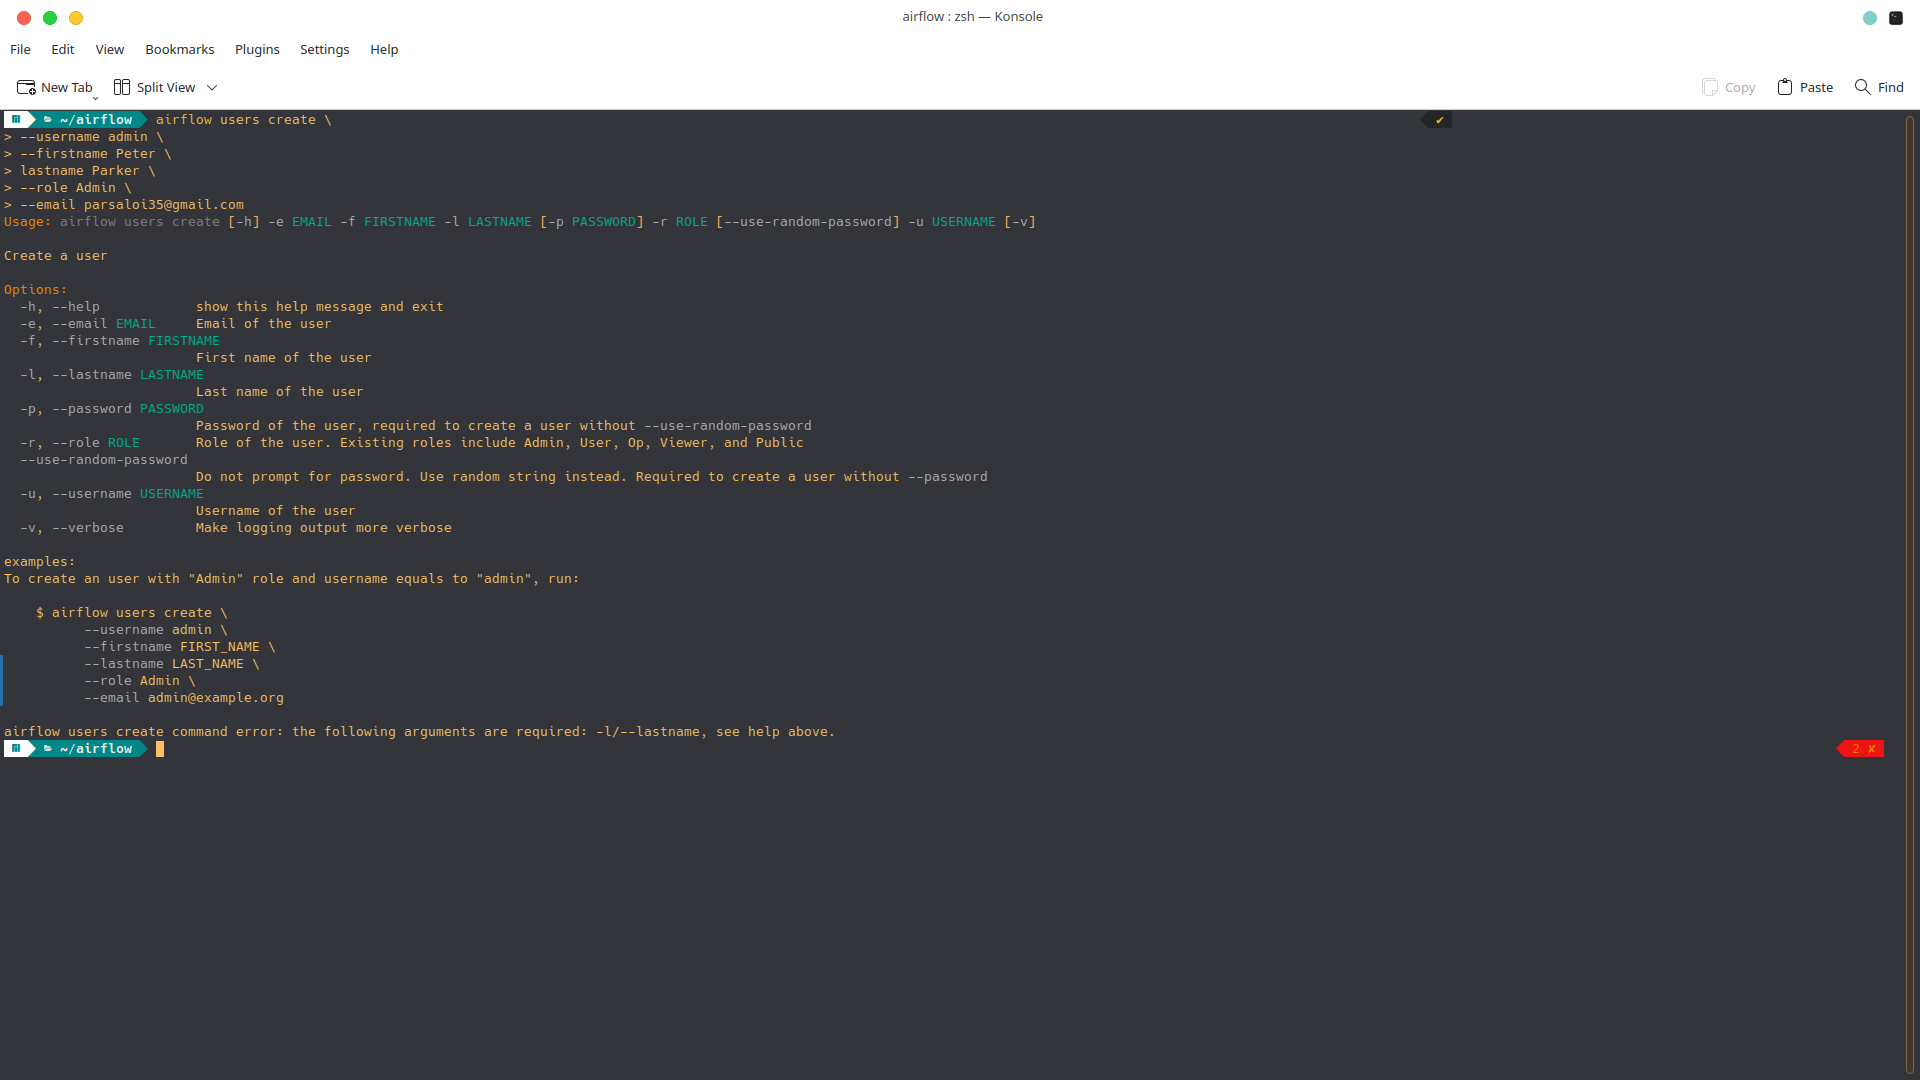 airflow : zsh — Konsole
File Edit View Bookmarks Plugins Settings Help
New Tab Split View Copy Paste Find
~/airflow airflow users create \ ✔
> --username admin \
> --firstname Peter \
> lastname Parker \
> --role Admin \
> --email parsaloi35@gmail.com
Usage: airflow users create [-h] -e EMAIL -f FIRSTNAME -l LASTNAME [-p PASSWORD] -r ROLE [--use-random-password] -u USERNAME [-v]
Create a user
Options:
-h, --help show this help message and exit
-e, --email EMAIL Email of the user
-f, --firstname FIRSTNAME
First name of the user
-l, --lastname LASTNAME
Last name of the user
-p, --password PASSWORD
Password of the user, required to create a user without --use-random-password
-r, --role ROLE Role of the user. Existing roles include Admin, User, Op, Viewer, and Public
--use-random-password
Do not prompt for password. Use random string instead. Required to create a user without --password
-u, --username USERNAME
Username of the user
-v, --verbose Make logging output more verbose
examples:
To create an user with "Admin" role and username equals to "admin", run:
$ airflow users create \
--username admin \
--firstname FIRST_NAME \
--lastname LAST_NAME \
--role Admin \
--email admin@example.org
airflow users create command error: the following arguments are required: -l/--lastname, see help above.
~/airflow 2 ✘